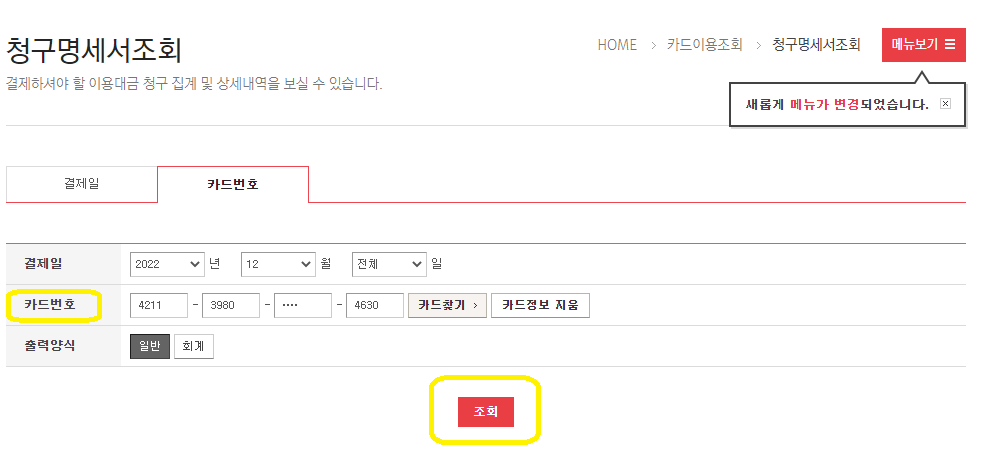 청구명세서조회
HOME > 카드이용조회 > 청구명세서조회
메뉴보기
결제하셔야 할 이용대금 청구 집계 및 상세내역을 보실 수 있습니다.
새롭게 메뉴가 변경되었습니다.
결제일 카드번호
결제일 2022 년 12 월 전체 일
카드번호 4211 - 3980 - •••• - 4630 카드찾기 > 카드정보 지움
출력양식 일반 회계
조회